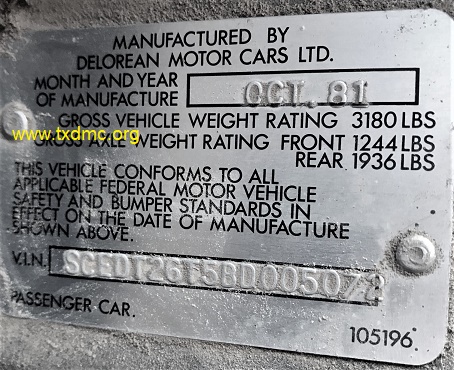 MANUFACTURED BY
DELOREAN MOTOR CARS LTD.
MONTH AND YEAR
OF MANUFACTURE OCT. 81
GROSS VEHICLE WEIGHT RATING 3180 LBS
www.txdmc.org
GROSS AXLE WEIGHT RATING FRONT 1244 LBS
REAR 1936 LBS
THIS VEHICLE CONFORMS TO ALL
APPLICABLE FEDERAL MOTOR VEHICLE
SAFETY AND BUMPER STANDARDS IN
EFFECT ON THE DATE OF MANUFACTURE
SHOWN ABOVE.
V.I.N. SCEDT26T5BD005072
PASSENGER CAR.
105196